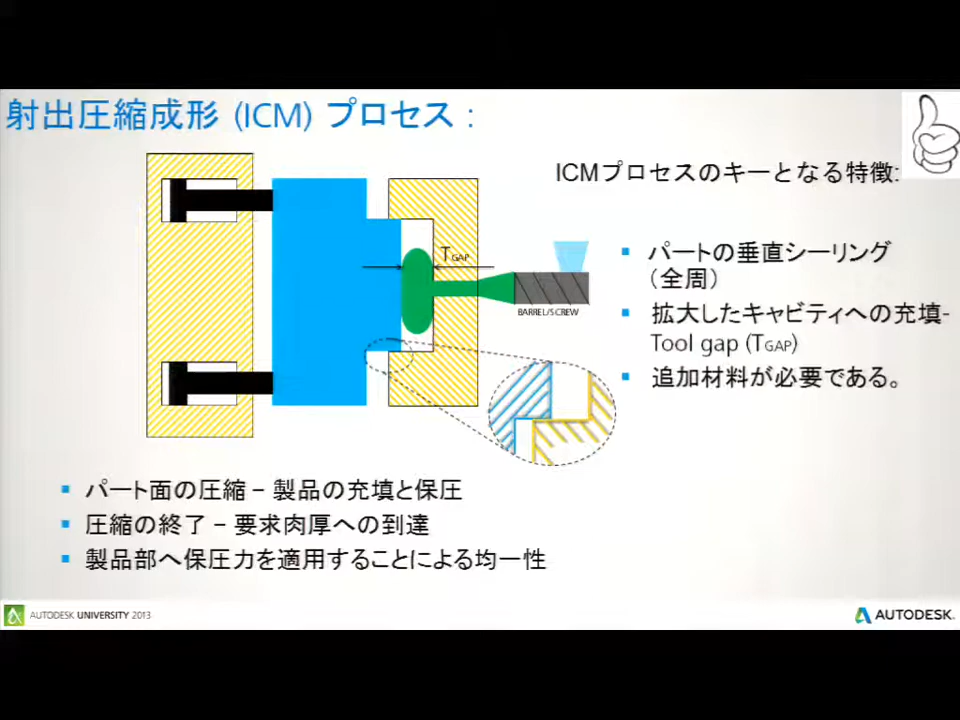 射出圧縮成形 (ICM) プロセス :
ICMプロセスのキーとなる特徴:
TGAP
BARREL/SCREW
▪ パートの垂直シーリング
（全周）
▪ 拡大したキャビティへの充填-
Tool gap (TGAP)
▪ 追加材料が必要である。
▪ パート面の圧縮 – 製品の充填と保圧
▪ 圧縮の終了 – 要求肉厚への到達
▪ 製品部へ保圧力を適用することによる均一性
AUTODESK UNIVERSITY 2013
AUTODESK.